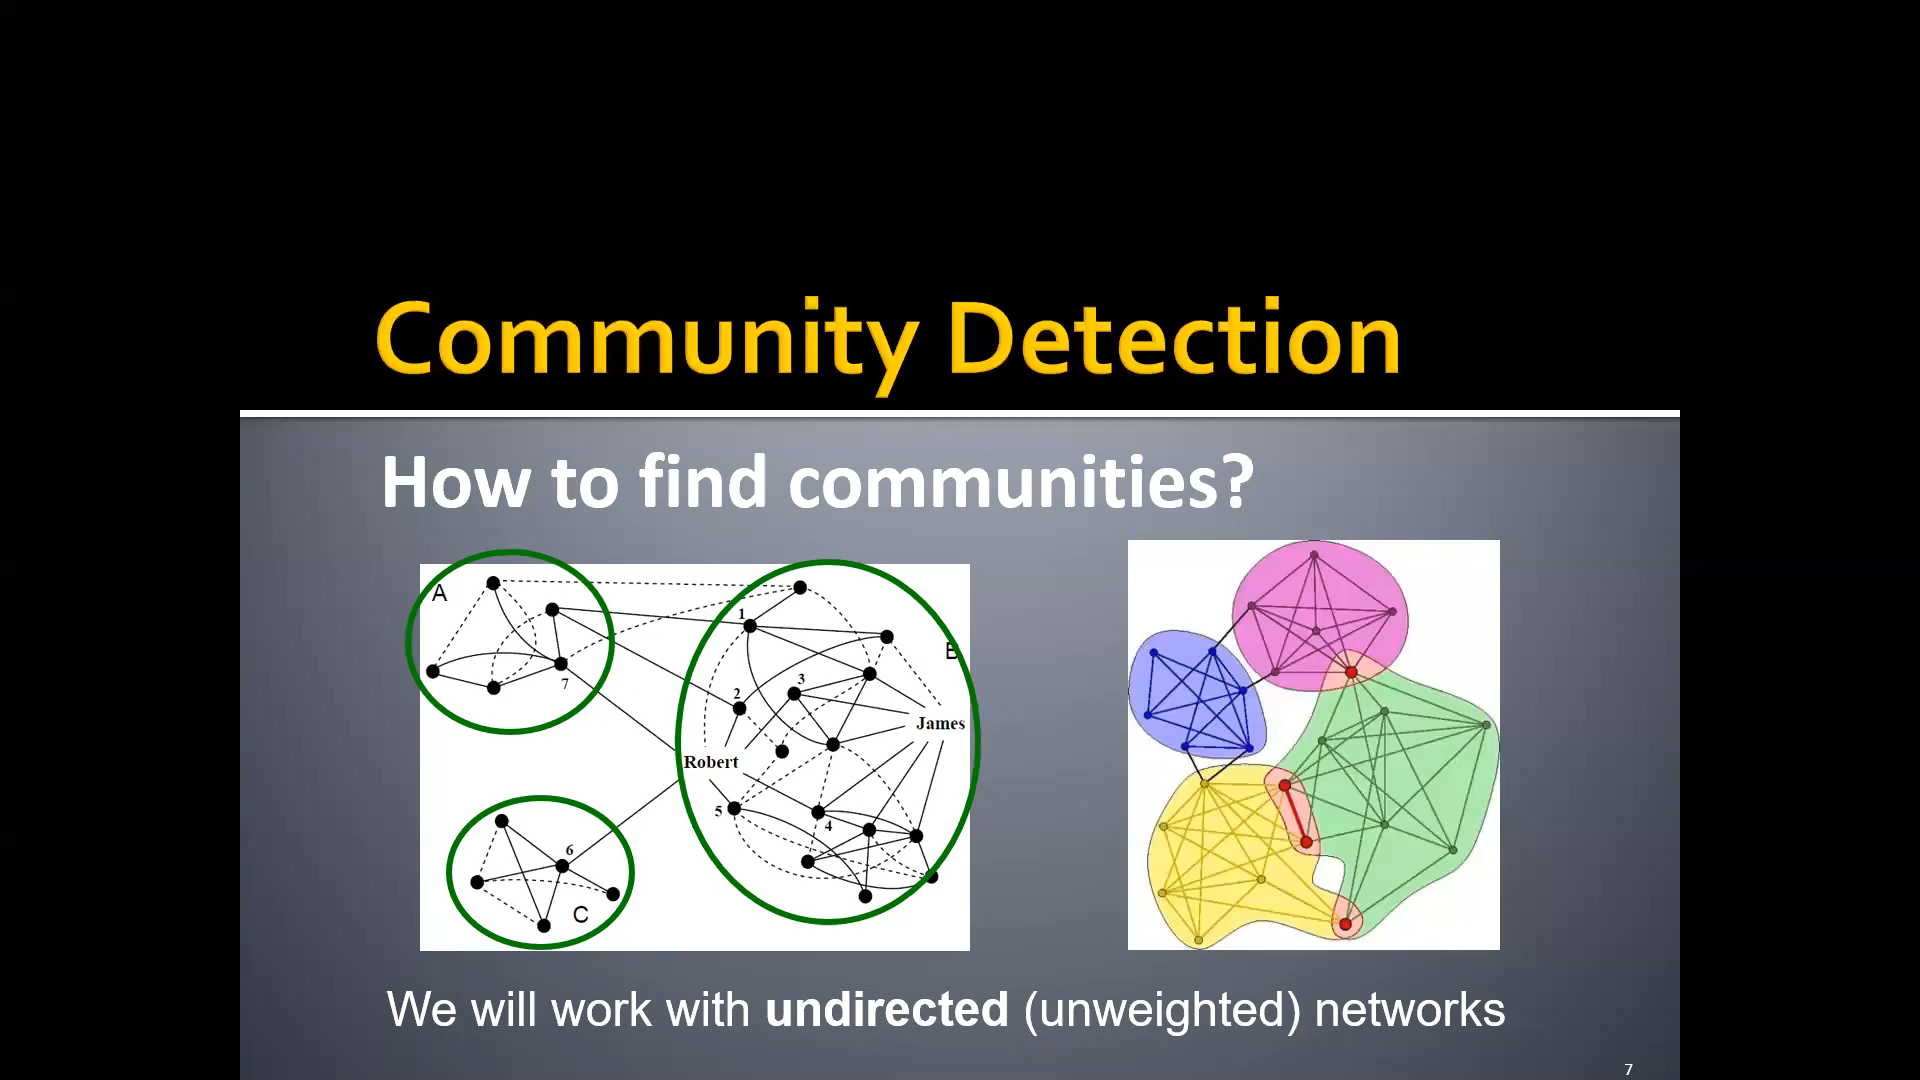 Community Detection
How to find communities?
A
1
B
7
2
3
James
Robert
5
4
6
C
We will work with undirected (unweighted) networks
7